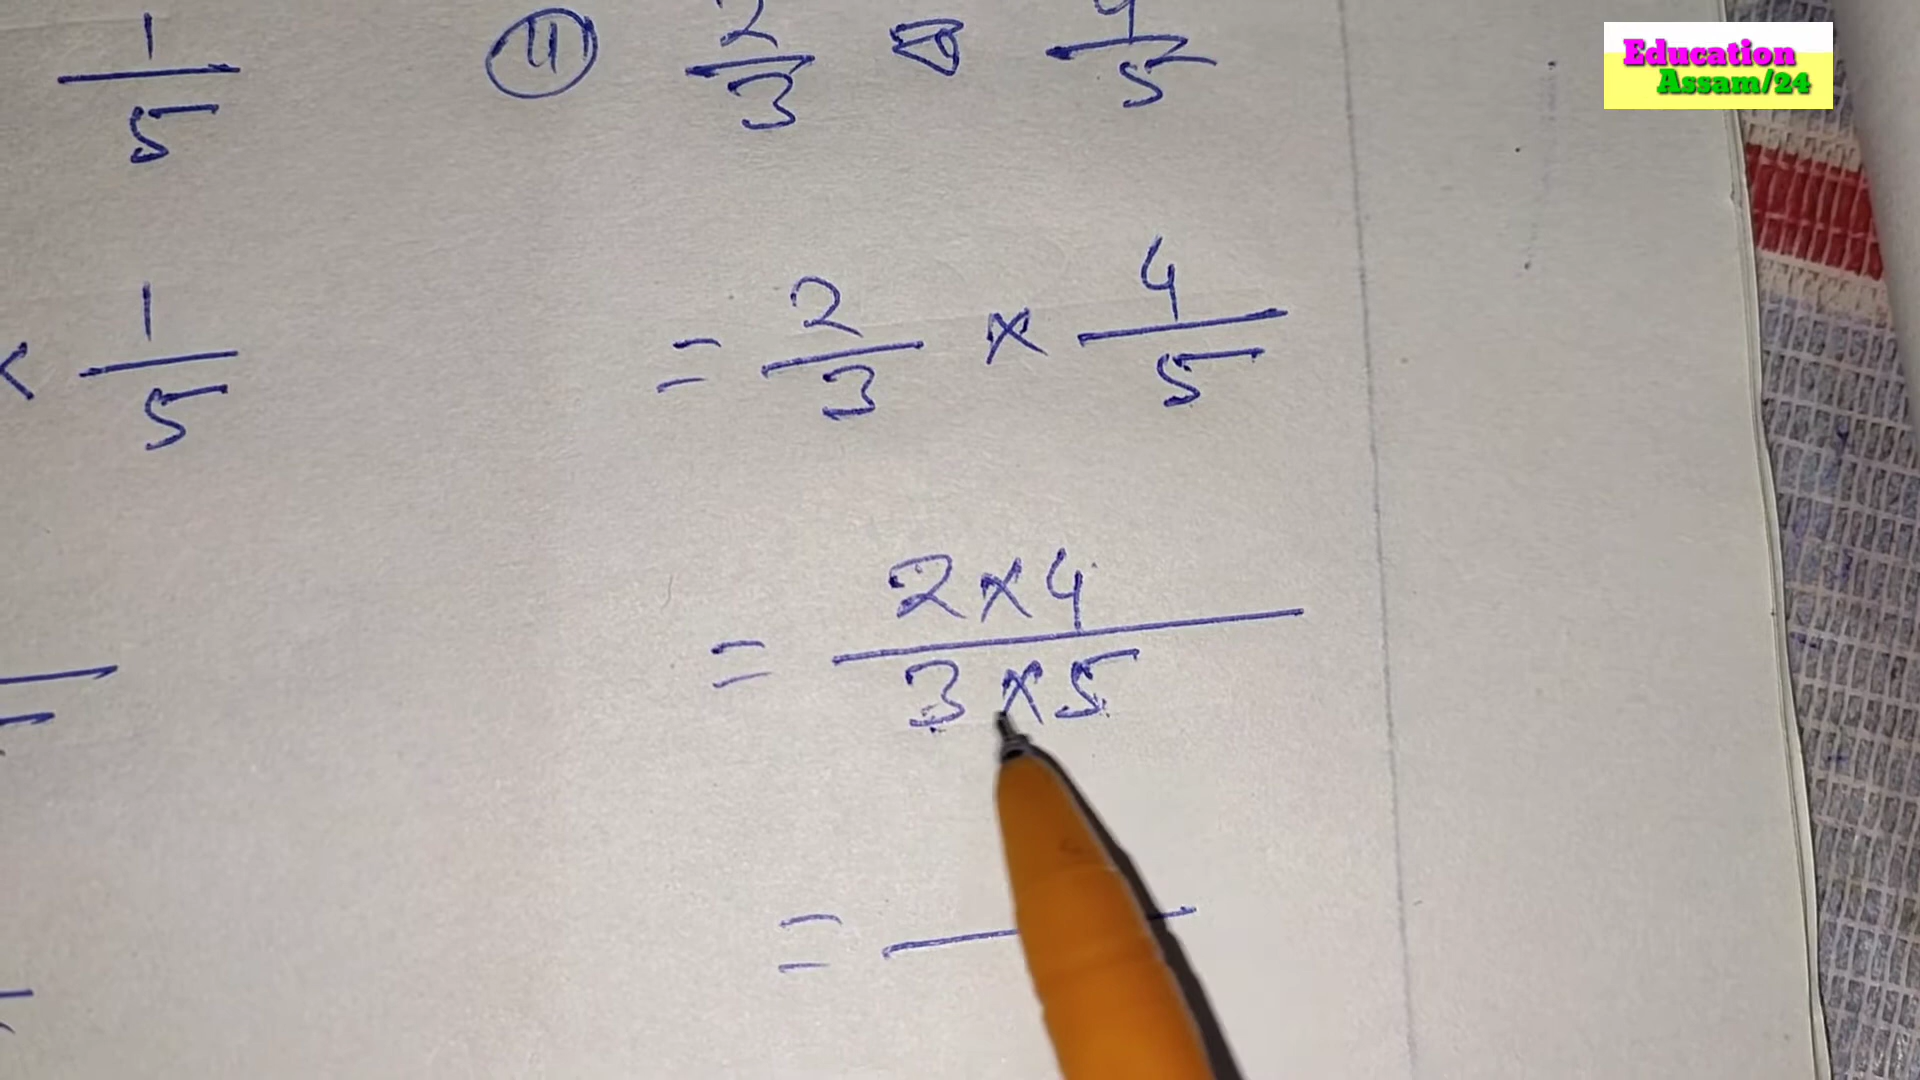 1/5
(ii) 2/3 ৰ 4/5
Education
Assam/24
× 1/5
= 2/3 × 4/5
= 2×4/3×5
=